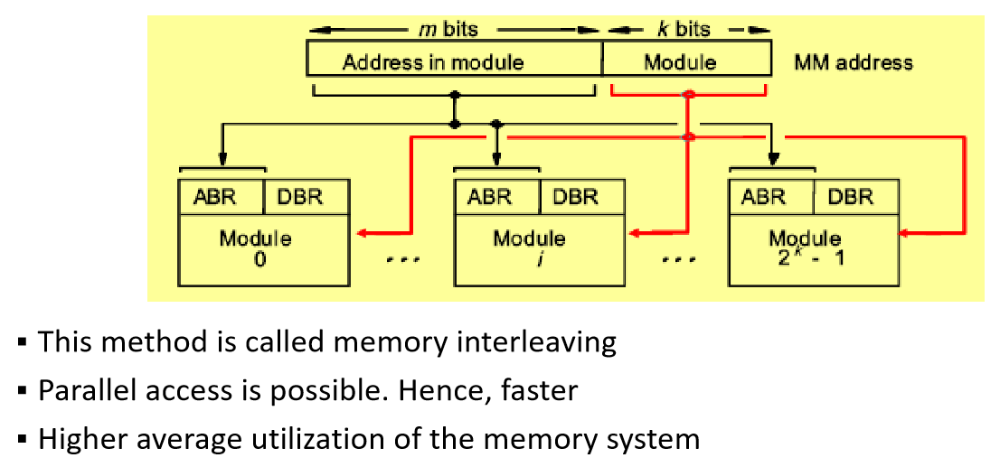 m bits k bits
Address in module Module MM address
ABR DBR ABR DBR ABR DBR
Module Module Module
0 ... i ... 2^k - 1
▪ This method is called memory interleaving
▪ Parallel access is possible. Hence, faster
▪ Higher average utilization of the memory system